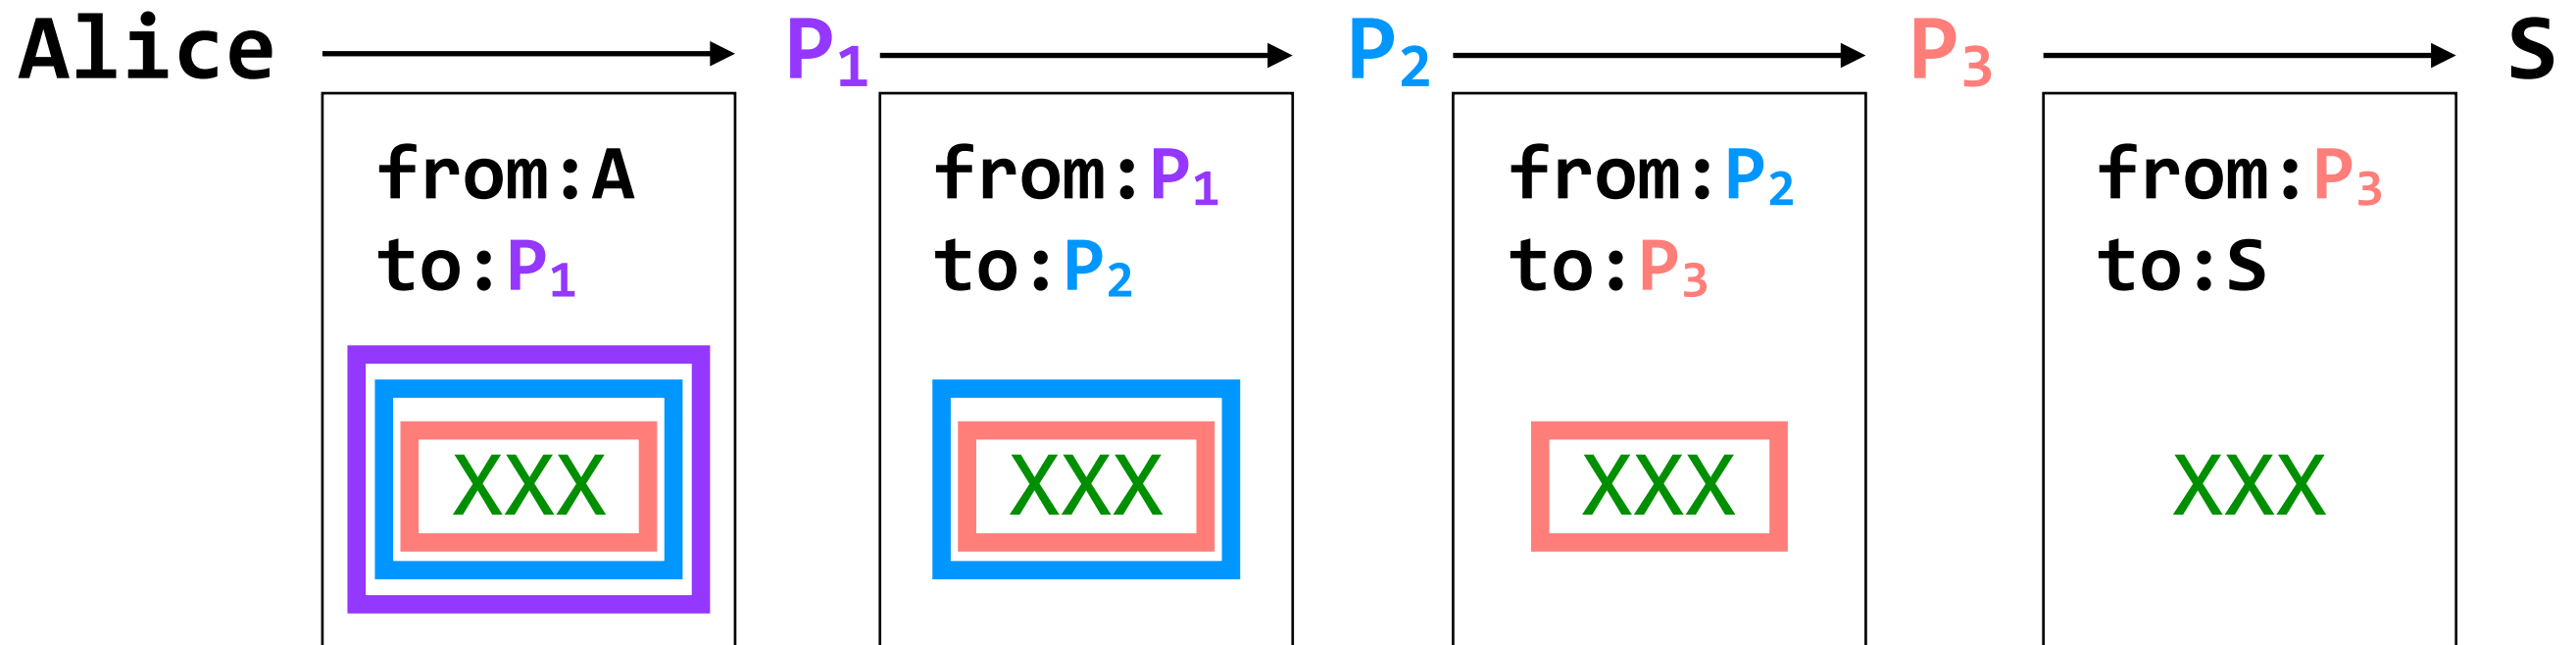 Alice P₁ P₂ P₃ S
from:A
to:P₁
XXX
from:P₁
to:P₂
XXX
from:P₂
to:P₃
XXX
from:P₃
to:S
XXX